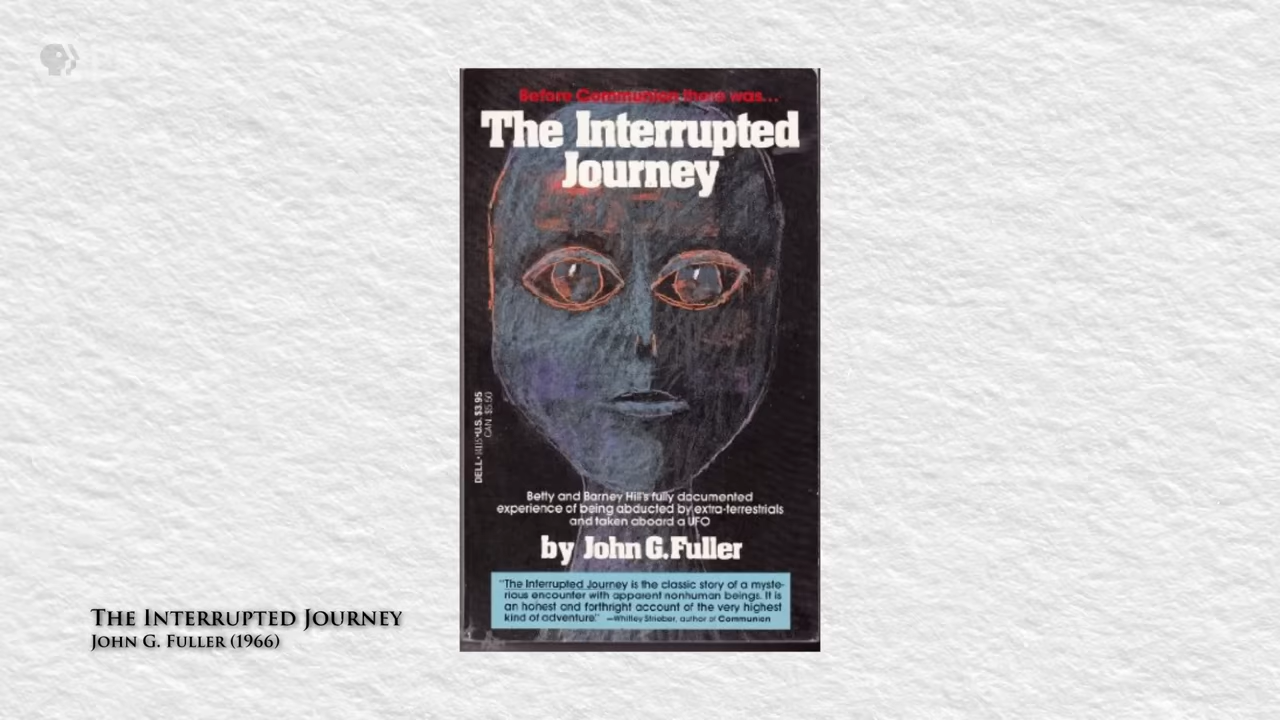 Before Communion there was...
The Interrupted
Journey
DELL • U.S. $3.95
CAN. $5.50
Betty and Barney Hill's fully documented
experience of being abducted by extra-terrestrials
and taken aboard a UFO
by John G. Fuller
"The Interrupted Journey is the classic story of a myste-
rious encounter with apparent nonhuman beings. It is
an honest and forthright account of the very highest
kind of adventure." —Whitley Strieber, author of Communion
THE INTERRUPTED JOURNEY
JOHN G. FULLER (1966)